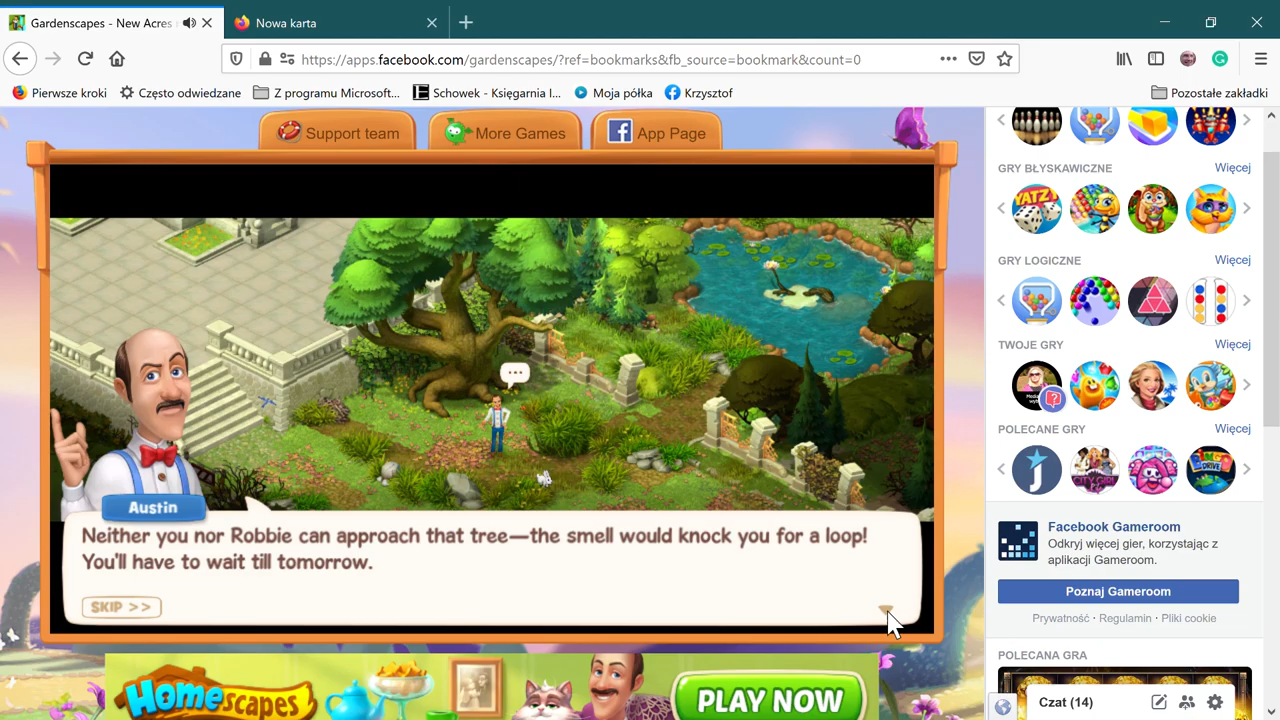 Gardenscapes - New Acres
Nowa karta
https://apps.facebook.com/gardenscapes/?ref=bookmarks&fb_source=bookmark&count=0
Pierwsze kroki
Często odwiedzane
Z programu Microsoft...
Schowek - Księgarnia I...
Moja półka
Krzysztof
Pozostałe zakładki
Support team
More Games
App Page
GRY BŁYSKAWICZNE
Więcej
YATZY
GRY LOGICZNE
Więcej
TWOJE GRY
Więcej
POLECANE GRY
Więcej
CITY GIRL
BINGO
DRIVE
Austin
Neither you nor Robbie can approach that tree—the smell would knock you for a loop!
You'll have to wait till tomorrow.
SKIP >>
Facebook Gameroom
Odkryj więcej gier, korzystając z
aplikacji Gameroom.
Poznaj Gameroom
Prywatność · Regulamin · Pliki cookie
POLECANA GRA
Homescapes
PLAY NOW
Czat (14)